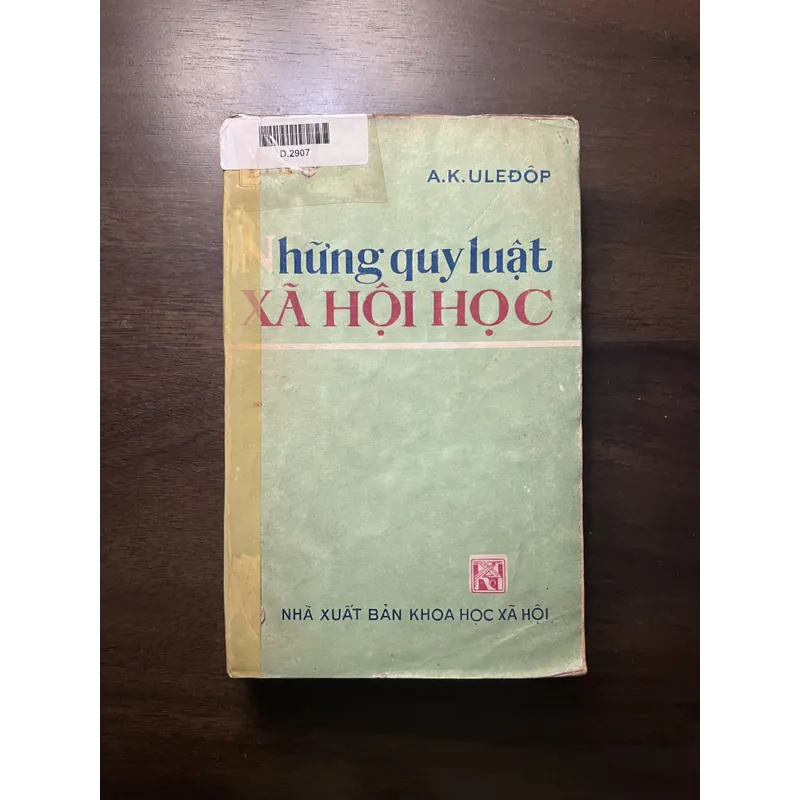 D.2907
A.K.ULEĐÔP
Những quy luật
XÃ HỘI HỌC
NHÀ XUẤT BẢN KHOA HỌC XÃ HỘI